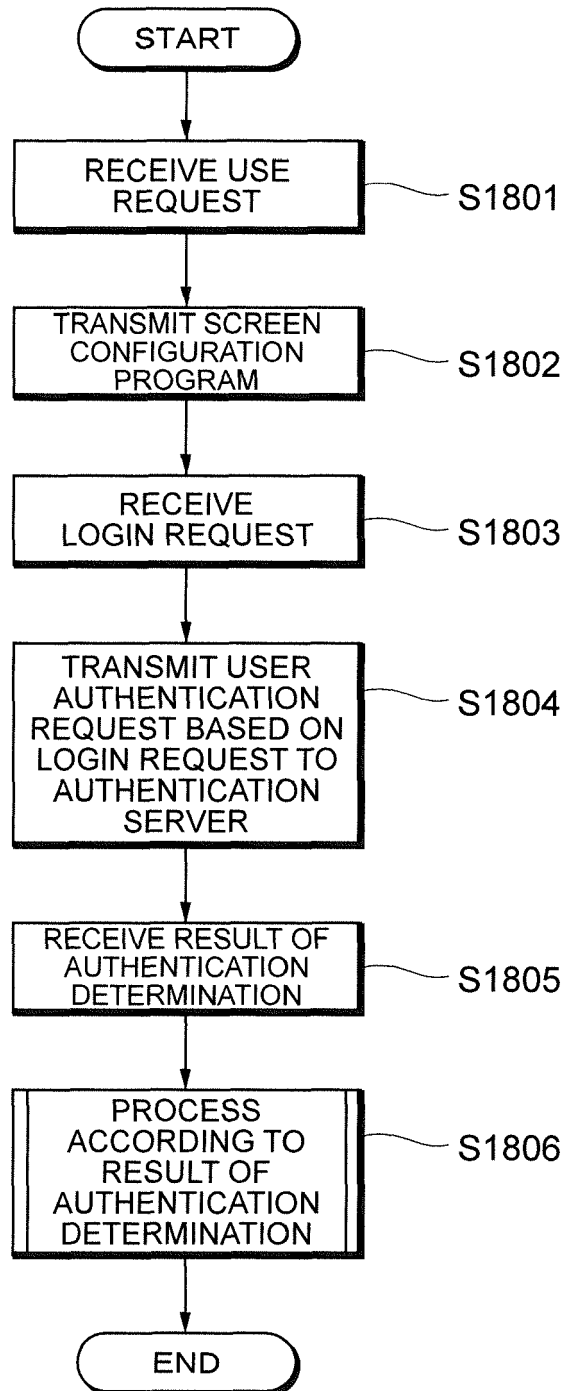 START
RECEIVE USE
REQUEST
S1801
TRANSMIT SCREEN
CONFIGURATION
PROGRAM
S1802
RECEIVE
LOGIN REQUEST
S1803
TRANSMIT USER
AUTHENTICATION
REQUEST BASED ON
LOGIN REQUEST TO
AUTHENTICATION
SERVER
S1804
RECEIVE RESULT OF
AUTHENTICATION
DETERMINATION
S1805
PROCESS
ACCORDING TO
RESULT OF
AUTHENTICATION
DETERMINATION
S1806
END